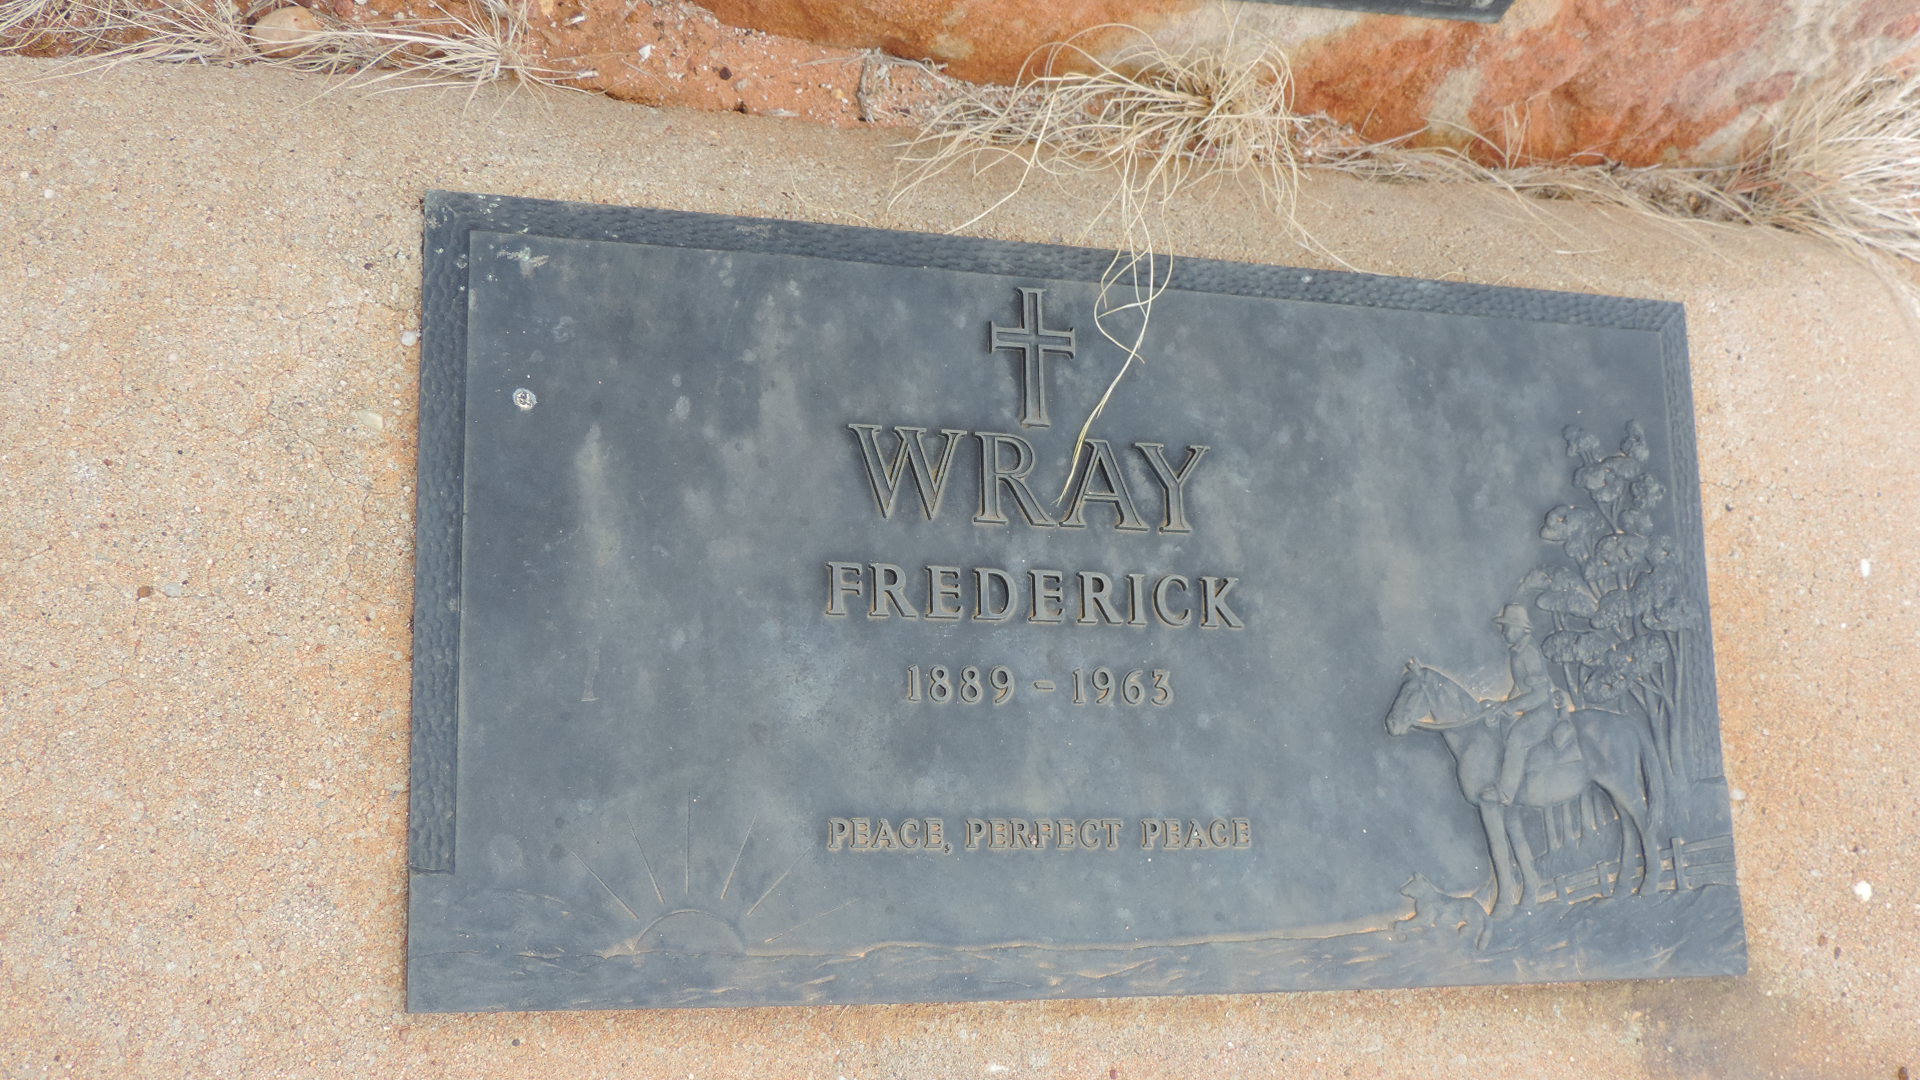 WRAY
FREDERICK
1889 - 1963
PEACE, PERFECT PEACE